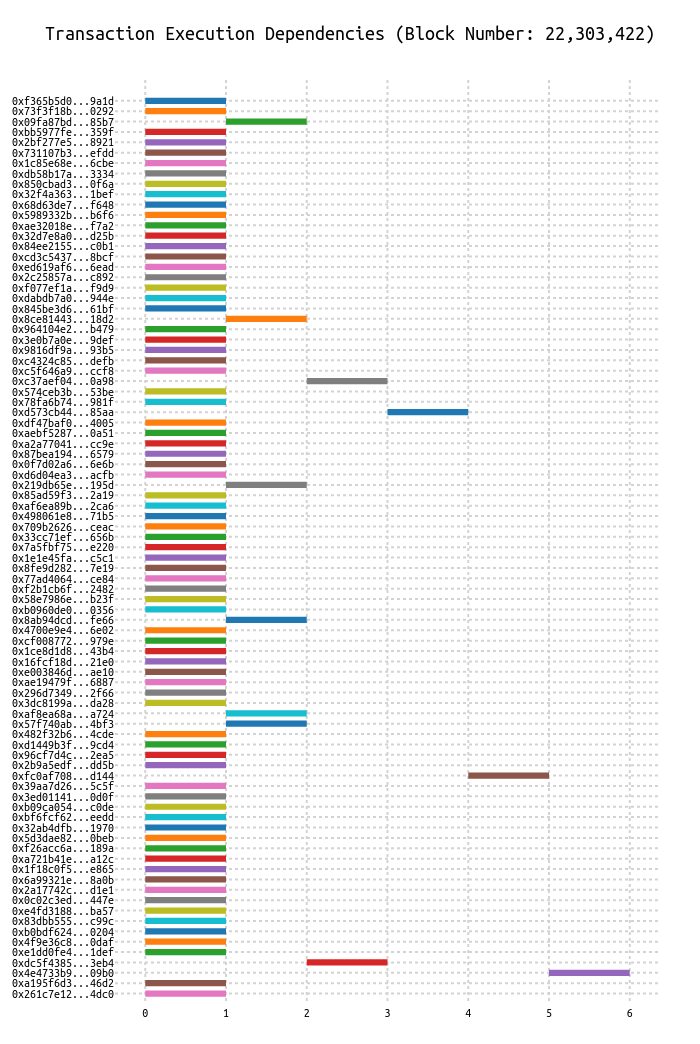 Transaction Execution Dependencies (Block Number: 22,303,422)
0xf365b5d0...9a1d
0x73f3f18b...0292
0x09fa87bd...85b7
0xbb5977fe...359f
0x2bf277e5...8921
0x731107b3...efdd
0x1c85e68e...6cbe
0xdb58b17a...3334
0x850cbad3...0f6a
0x32f4a363...1bef
0x68d63de7...f648
0x5989332b...b6f6
0xae32018e...f7a2
0x32d7e8a0...d25b
0x84ee2155...c0b1
0xcd3c5437...8bcf
0xed619af6...6ead
0x2c25857a...c892
0xf077ef1a...f9d9
0xdabdb7a0...944e
0x845be3d6...61bf
0x8ce81443...18d2
0x964104e2...b479
0x3e0b7a0e...9def
0x9816df9a...93b5
0xc4324c85...defb
0xc5f646a9...ccf8
0xc37aef04...0a98
0x574ceb3b...53be
0x78fa6b74...981f
0xd573cb44...85aa
0xdf47baf0...4005
0xaebf5287...0a51
0xa2a77041...cc9e
0x87bea194...6579
0x0f7d02a6...6e6b
0xd6d04ea3...acfb
0x219db65e...195d
0x85ad59f3...2a19
0xaf6ea89b...2ca6
0x498061e8...71b5
0x709b2626...ceac
0x33cc71ef...656b
0x7a5fbf75...e220
0x1e1e45fa...c5c1
0x8fe9d282...7e19
0x77ad4064...ce84
0xf2b1cb6f...2482
0x58e7986e...b23f
0xb0960de0...0356
0x8ab94dcd...fe66
0x4700e9e4...6e02
0xcf008772...979e
0x1ce8d1d8...43b4
0x16fcf18d...21e0
0xe003846d...ae10
0xae19479f...6887
0x296d7349...2f66
0x3dc8199a...da28
0xaf8ea68a...a724
0x57f740ab...4bf3
0x482f32b6...4cde
0xd1449b3f...9cd4
0x96cf7d4c...2ea5
0x2b9a5edf...dd5b
0xfc0af708...d144
0x39aa7d26...5c5f
0x3ed01141...0d0f
0xb09ca054...c0de
0xbf6fcf62...eedd
0x32ab4dfb...1970
0x5d3dae82...0beb
0xf26acc6a...189a
0xa721b41e...a12c
0x1f18c0f5...e865
0x6a99321e...8a0b
0x2a17742c...d1e1
0x0c02c3ed...447e
0xe4fd3188...ba57
0x83dbb555...c99c
0xb0bdf624...0204
0x4f9e36c8...0daf
0xe1dd0fe4...1def
0xdc5f4385...3eb4
0x4e4733b9...09b0
0xa195f6d3...46d2
0x261c7e12...4dc0
0 1 2 3 4 5 6